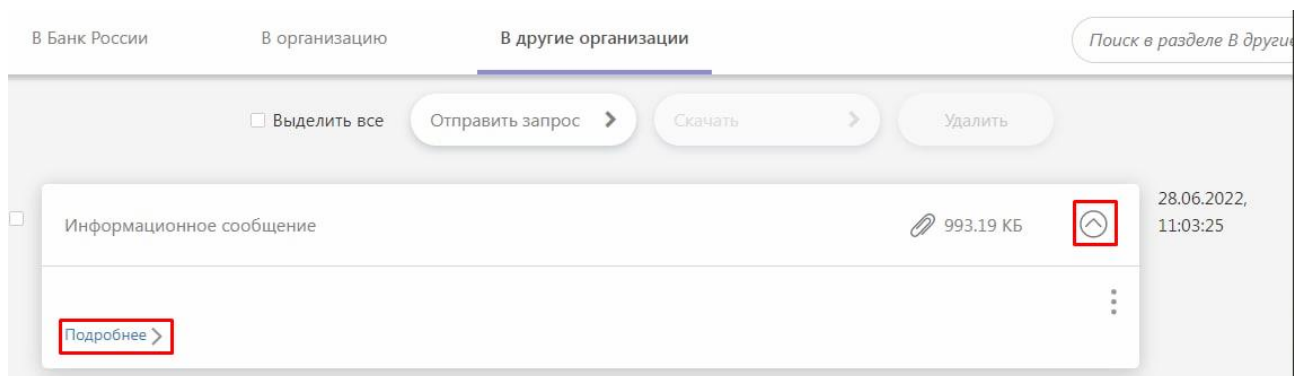 В Банк России В организацию В другие организации Поиск в разделе В другие
Выделить все Отправить запрос Скачать Удалить
Информационное сообщение 993.19 КБ 28.06.2022,
11:03:25
Подробнее